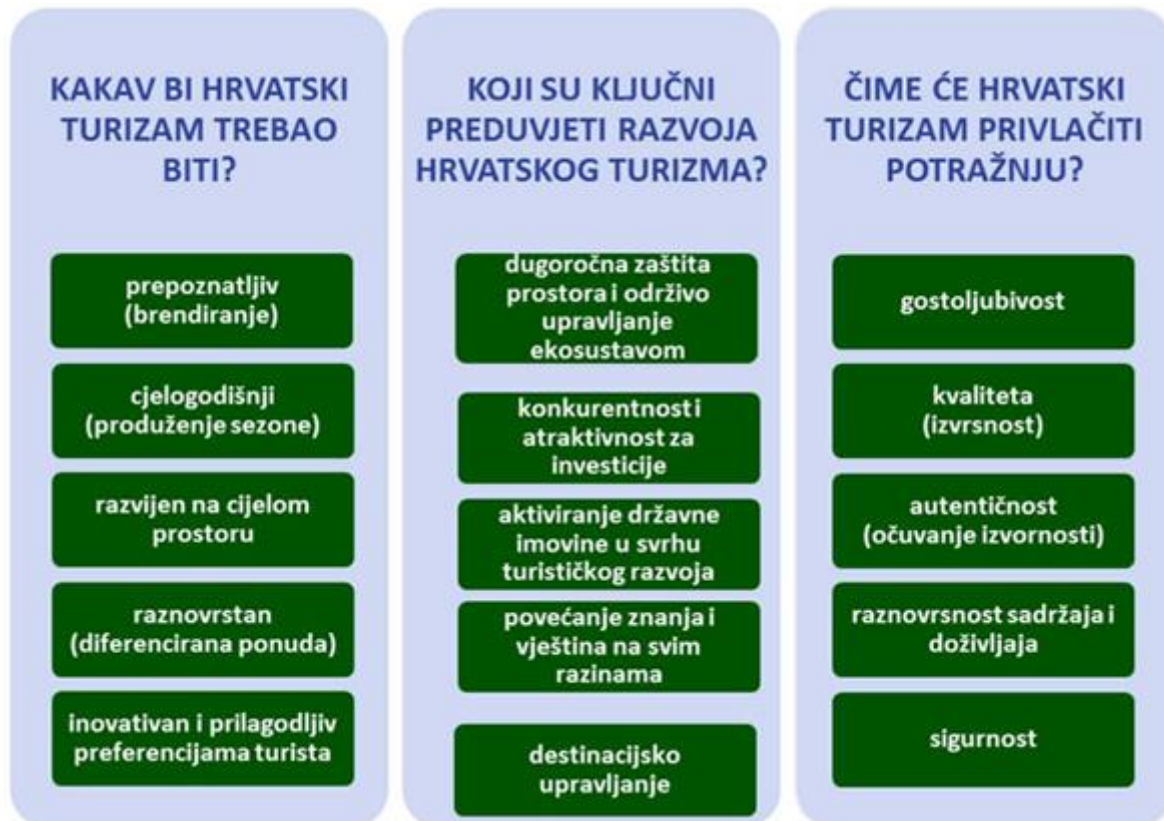 KAKAV BI HRVATSKI
TURIZAM TREBAO
BITI?
prepoznatljiv
(brendiranje)
cjelogodišnji
(produženje sezone)
razvijen na cijelom
prostoru
raznovrstan
(diferencirana ponuda)
inovativan i prilagodljiv
preferencijama turista
KOJI SU KLJUČNI
PREDUVJETI RAZVOJA
HRVATSKOG TURIZMA?
dugoročna zaštita
prostora i održivo
upravljanje
ekosustavom
konkurentnost i
atraktivnost za
investicije
aktiviranje državne
imovine u svrhu
turističkog razvoja
povećanje znanja i
vještina na svim
razinama
destinacijsko
upravljanje
ČIME ĆE HRVATSKI
TURIZAM PRIVLAČITI
POTRAŽNJU?
gostoljubivost
kvaliteta
(izvrsnost)
autentičnost
(očuvanje izvornosti)
raznovrsnost sadržaja i
doživljaja
sigurnost